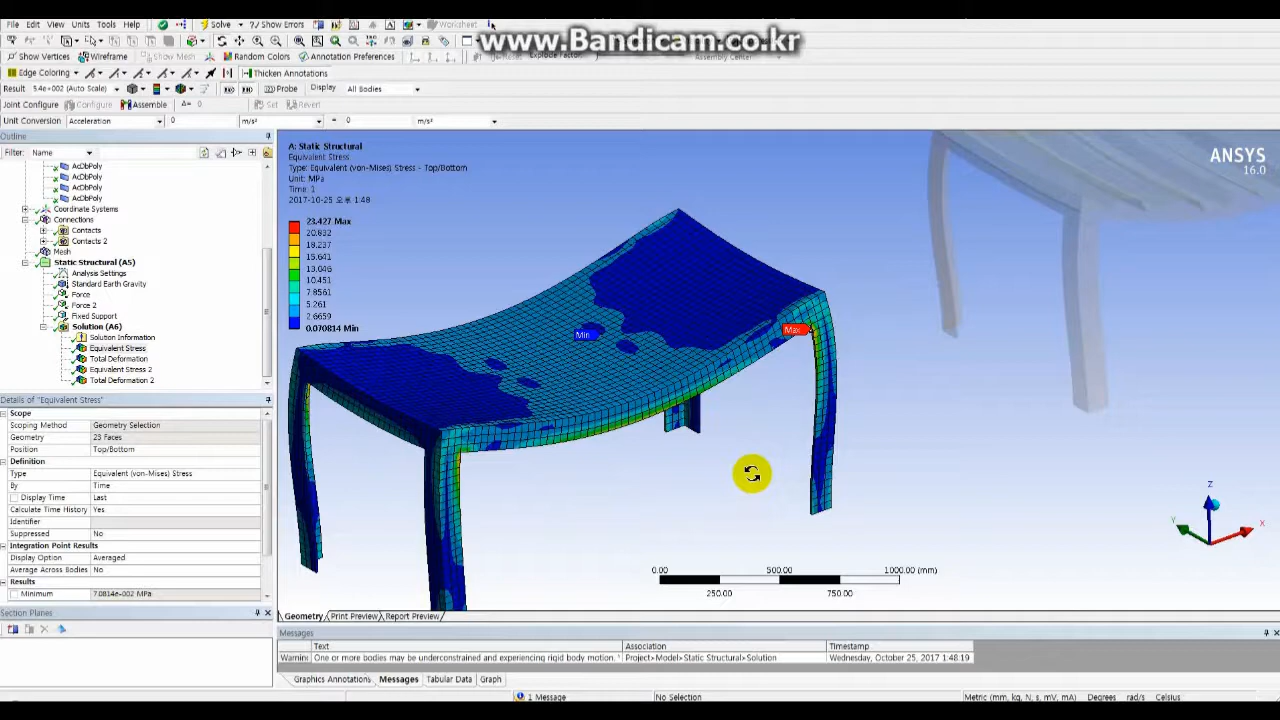 File Edit View Units Tools Help Solve ?/ Show Errors Worksheet i
www.Bandicam.co.kr
Show Vertices Wireframe Show Mesh Random Colors Annotation Preferences Assembly Center
Edge Coloring Thicken Annotations
Result 5.4e+002 (Auto Scale) Probe Display All Bodies
Joint Configure Configure Assemble Δ= 0 Set Revert
Unit Conversion Acceleration 0 m/s² = 0 m/s²
Outline
Filter: Name
AcDbPoly
AcDbPoly
AcDbPoly
AcDbPoly
Coordinate Systems
Connections
Contacts
Contacts 2
Mesh
Static Structural (A5)
Analysis Settings
Standard Earth Gravity
Force
Force 2
Fixed Support
Solution (A6)
Solution Information
Equivalent Stress
Total Deformation
Equivalent Stress 2
Total Deformation 2
Details of "Equivalent Stress"
Scope
Scoping Method Geometry Selection
Geometry 23 Faces
Position Top/Bottom
Definition
Type Equivalent (von-Mises) Stress
By Time
Display Time Last
Calculate Time History Yes
Identifier
Suppressed No
Integration Point Results
Display Option Averaged
Average Across Bodies No
Results
Minimum 7.0814e-002 MPa
Section Planes
A: Static Structural
Equivalent Stress
Type: Equivalent (von-Mises) Stress - Top/Bottom
Unit: MPa
Time: 1
2017-10-25 오후 1:48
23.427 Max
20.832
18.237
15.641
13.046
10.451
7.8561
5.261
2.6659
0.070814 Min
ANSYS
16.0
Min
Max
Z
Y
X
0.00 500.00 1000.00 (mm)
250.00 750.00
Geometry Print Preview Report Preview
Messages
Text Association Timestamp
Warning One or more bodies may be underconstrained and experiencing rigid body motion. Project>Model>Static Structural>Solution Wednesday, October 25, 2017 1:48:19
Graphics Annotations Messages Tabular Data Graph
1 Message No Selection Metric (mm, kg, N, s, mV, mA) Degrees rad/s Celsius